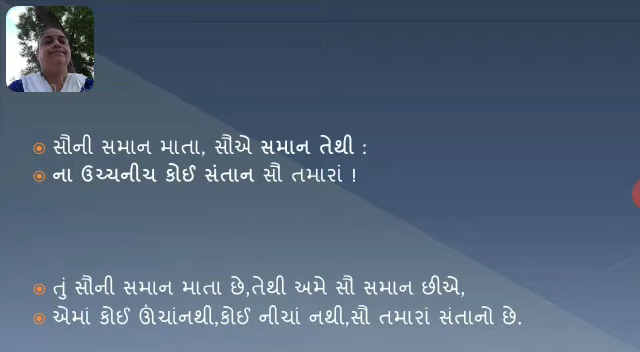 સૌની સમાન માતા, સૌએ સમાન તેથી :
ના ઉચ્ચનીચ કોઈ સંતાન સૌ તમારાં !
તું સૌની સમાન માતા છે,તેથી અમે સૌ સમાન છીએ,
એમાં કોઈ ઊંચાંનથી,કોઈ નીચાં નથી,સૌ તમારાં સંતાનો છે.